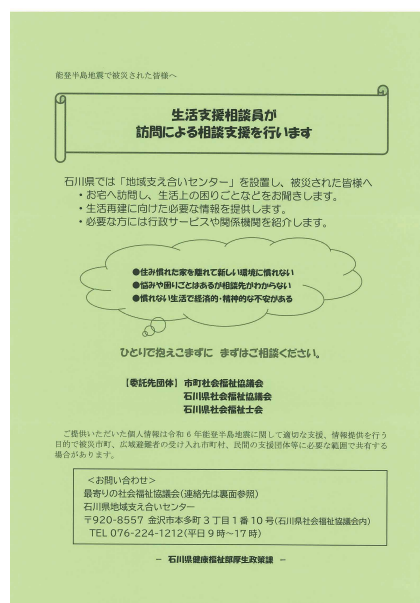 能登半島地震で被災された皆様へ
生活支援相談員が
訪問による相談支援を行います
石川県では「地域支え合いセンター」を設置し、被災された皆様へ
・お宅へ訪問し、生活上の困りごとなどをお聞きします。
・生活再建に向けた必要な情報を提供します。
・必要な方には行政サービスや関係機関を紹介します。
●住み慣れた家を離れて新しい環境に慣れない
●悩みや困りごとはあるが相談先がわからない
●慣れない生活で経済的・精神的な不安がある
ひとりで抱えこまずに まずはご相談ください。
【委託先団体】市町社会福祉協議会
石川県社会福祉協議会
石川県社会福祉士会
ご提供いただいた個人情報は令和６年能登半島地震に関して適切な支援、情報提供を行う
目的で被災市町、広域避難者の受け入れ市町村、民間の支援団体等に必要な範囲で共有する
場合があります。
＜お問い合わせ＞
最寄りの社会福祉協議会(連絡先は裏面参照)
石川県地域支え合いセンター
〒920-8557 金沢市本多町３丁目１番10号(石川県社会福祉協議会内)
TEL 076-224-1212(平日９時～17時)
－ 石川県健康福祉部厚生政策課 －